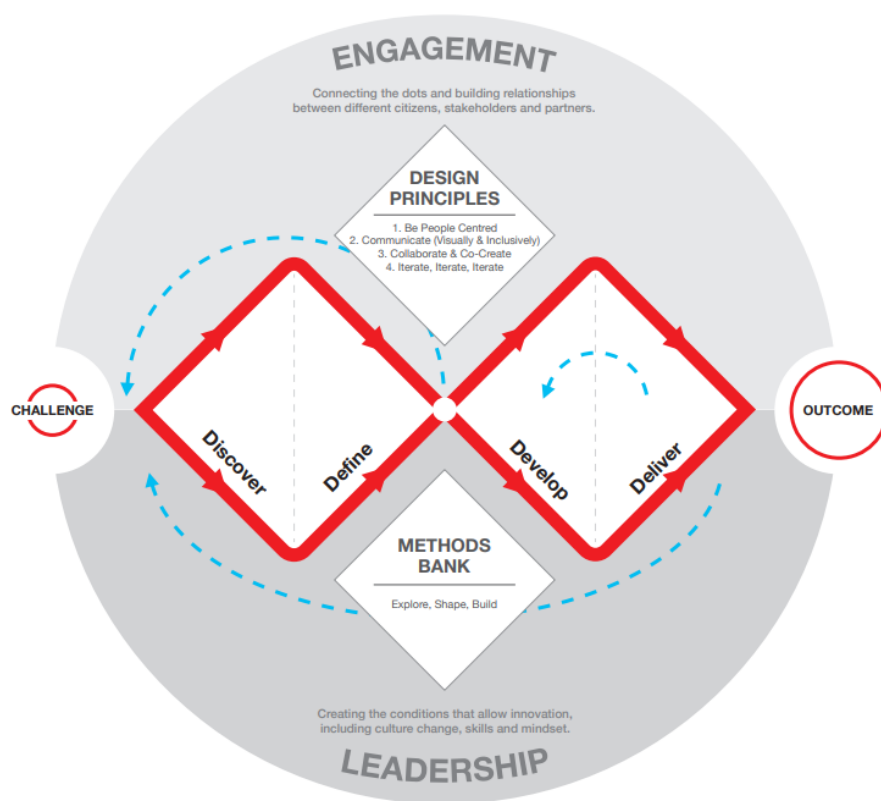 ENGAGEMENT
Connecting the dots and building relationships
between different citizens, stakeholders and partners.
DESIGN
PRINCIPLES
1. Be People Centred
2. Communicate (Visually & Inclusively)
3. Collaborate & Co-Create
4. Iterate, Iterate, Iterate
CHALLENGE
Discover
Define
Develop
Deliver
OUTCOME
METHODS
BANK
Explore, Shape, Build
Creating the conditions that allow innovation,
including culture change, skills and mindset.
LEADERSHIP